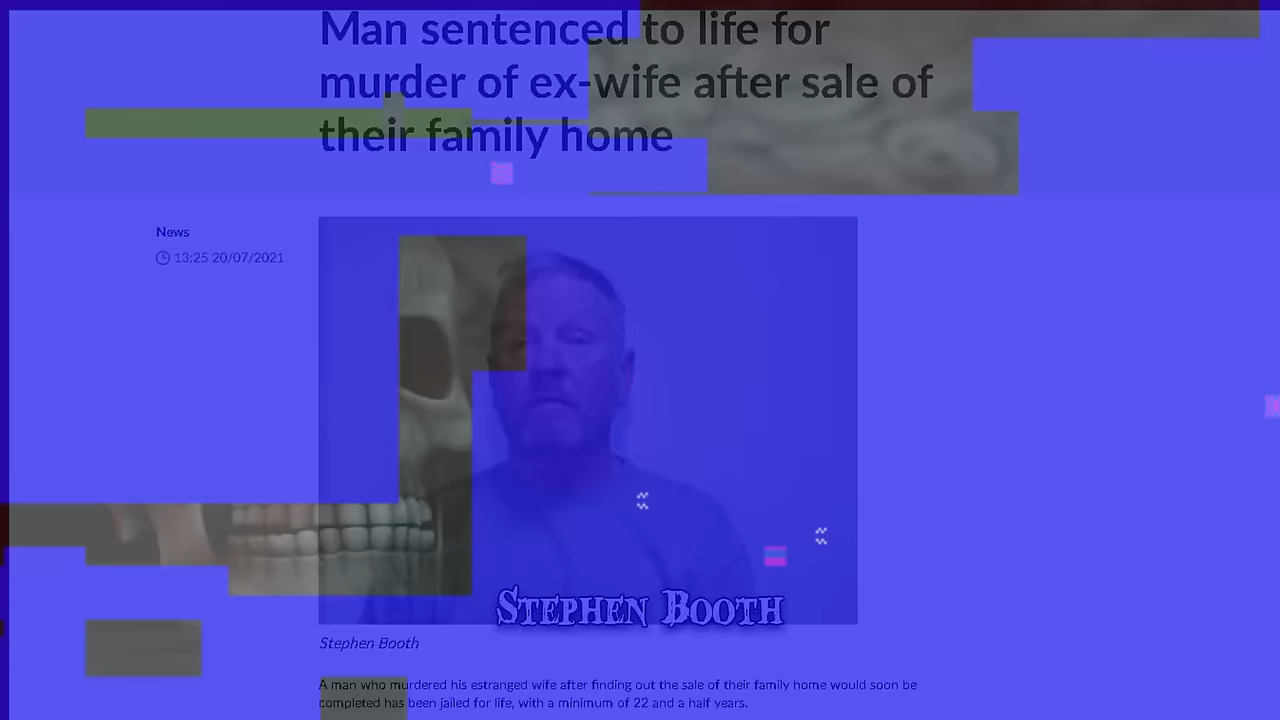 Man sentenced to life for
murder of ex-wife after sale of
their family home
News
13:25 20/07/2021
Stephen Booth
Stephen Booth
A man who murdered his estranged wife after finding out the sale of their family home would soon be
completed has been jailed for life, with a minimum of 22 and a half years.